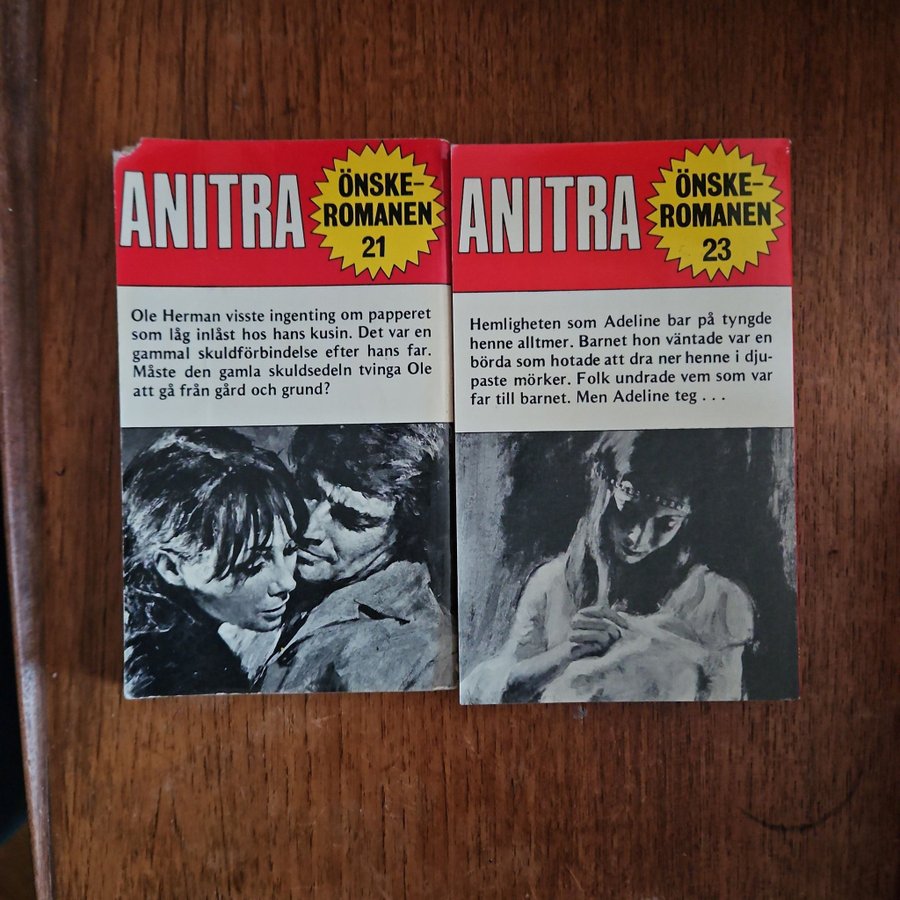 ANITRA
ÖNSKE-
ROMANEN
21
Ole Herman visste ingenting om papperet
som låg inlåst hos hans kusin. Det var en
gammal skuldförbindelse efter hans far.
Måste den gamla skuldsedeln tvinga Ole
att gå från gård och grund?
ANITRA
ÖNSKE-
ROMANEN
23
Hemligheten som Adeline bar på tyngde
henne alltmer. Barnet hon väntade var en
börda som hotade att dra ner henne i dju-
paste mörker. Folk undrade vem som var
far till barnet. Men Adeline teg . . .